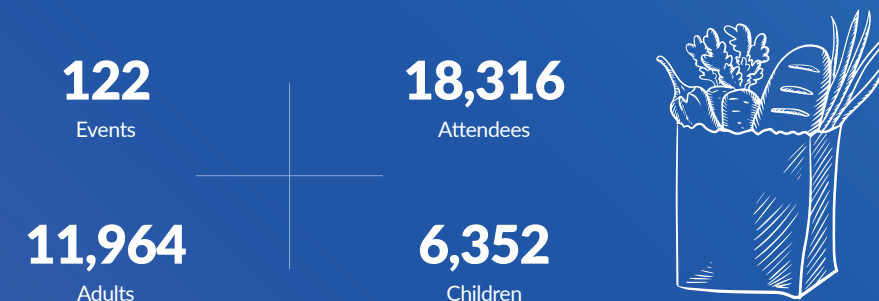 122
Events
18,316
Attendees
11,964
Adults
6,352
Children